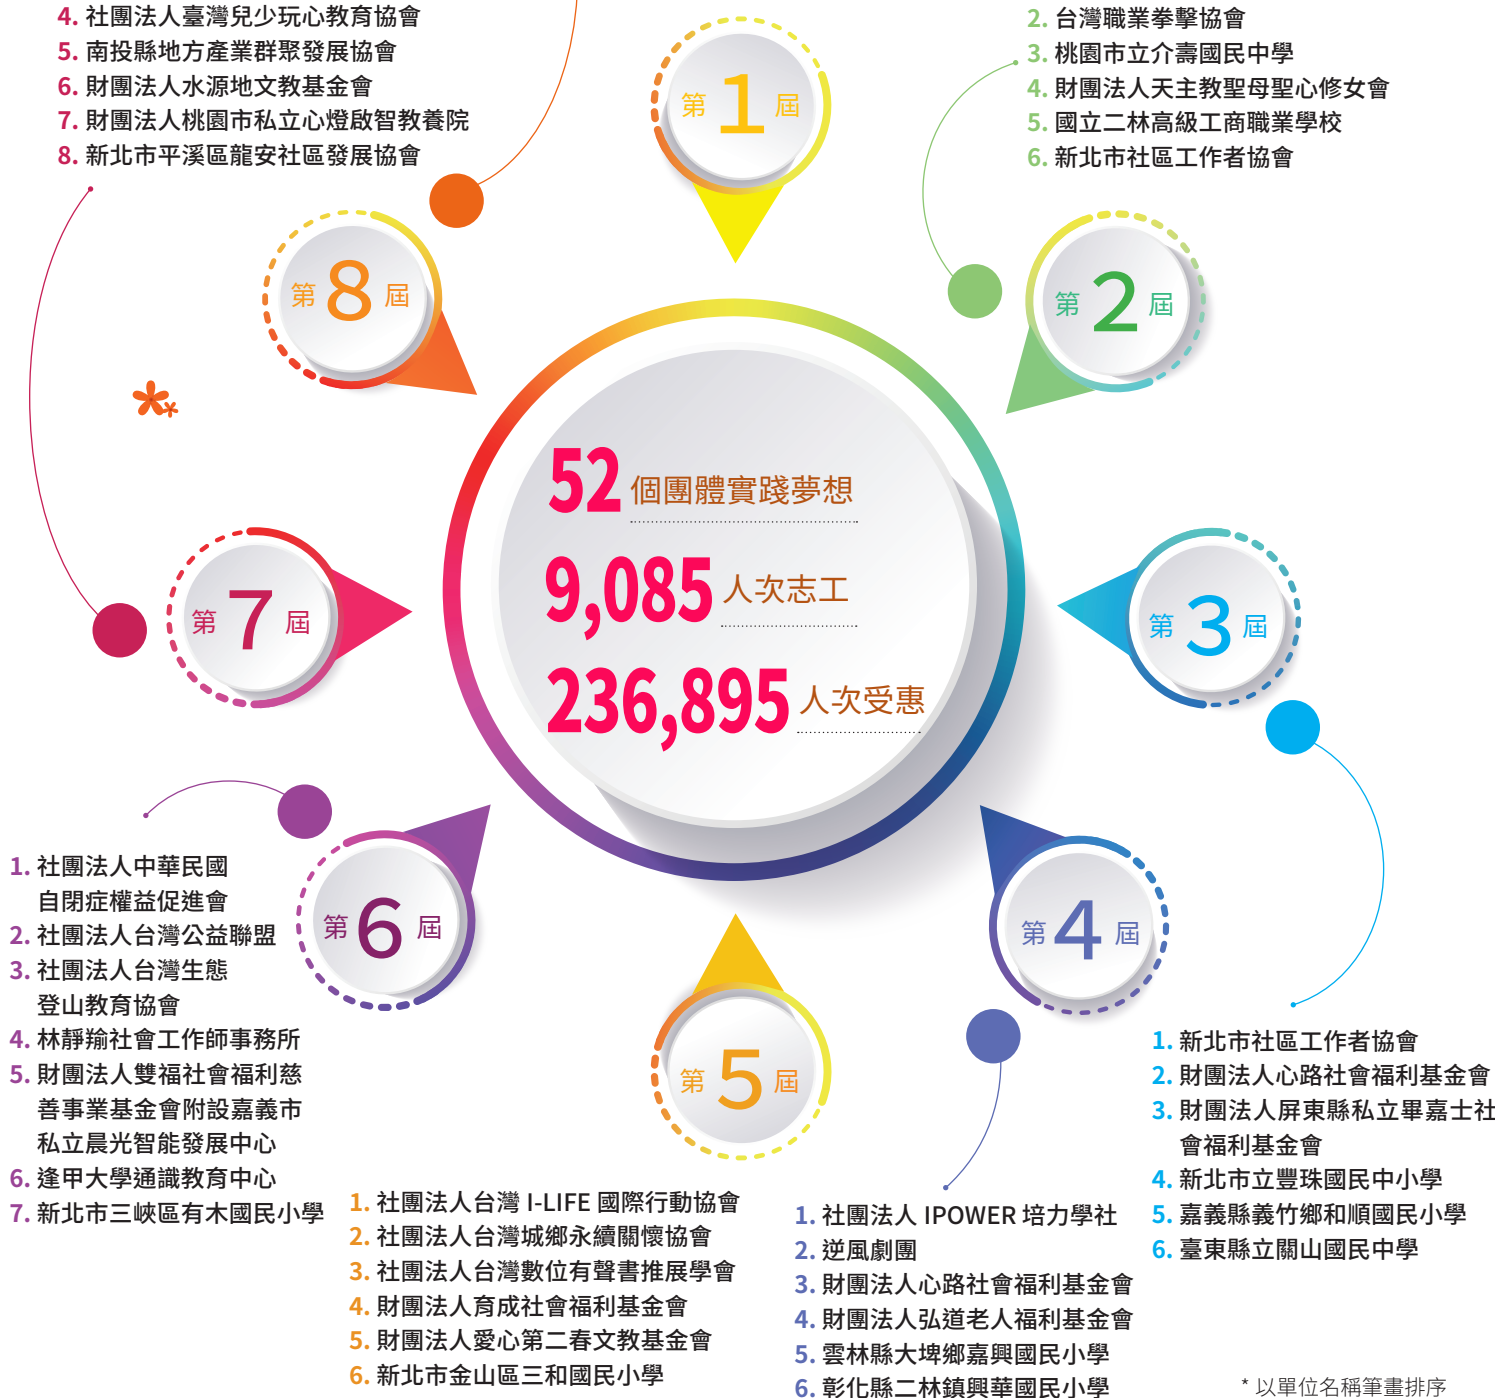 4. 社團法人臺灣兒少玩心教育協會
5. 南投縣地方產業群聚發展協會
6. 財團法人水源地文教基金會
7. 財團法人桃園市私立心燈啟智教養院
8. 新北市平溪區龍安社區發展協會
2. 台灣職業拳擊協會
3. 桃園市立介壽國民中學
4. 財團法人天主教聖母聖心修女會
5. 國立二林高級工商職業學校
6. 新北市社區工作者協會
第 1 屆
第 8 屆
第 2 屆
52 個團體實踐夢想
9,085 人次志工
236,895 人次受惠
第 7 屆
第 3 屆
第 6 屆
第 4 屆
第 5 屆
1. 社團法人中華民國
自閉症權益促進會
2. 社團法人台灣公益聯盟
3. 社團法人台灣生態
登山教育協會
4. 林靜羭社會工作師事務所
5. 財團法人雙福社會福利慈
善事業基金會附設嘉義市
私立晨光智能發展中心
6. 逢甲大學通識教育中心
7. 新北市三峽區有木國民小學
1. 社團法人台灣 I-LIFE 國際行動協會
2. 社團法人台灣城鄉永續關懷協會
3. 社團法人台灣數位有聲書推展學會
4. 財團法人育成社會福利基金會
5. 財團法人愛心第二春文教基金會
6. 新北市金山區三和國民小學
1. 社團法人 IPOWER 培力學社
2. 逆風劇團
3. 財團法人心路社會福利基金會
4. 財團法人弘道老人福利基金會
5. 雲林縣大埤鄉嘉興國民小學
6. 彰化縣二林鎮興華國民小學
1. 新北市社區工作者協會
2. 財團法人心路社會福利基金會
3. 財團法人屏東縣私立畢嘉士社
會福利基金會
4. 新北市立豐珠國民中小學
5. 嘉義縣義竹鄉和順國民小學
6. 臺東縣立關山國民中學
* 以單位名稱筆畫排序